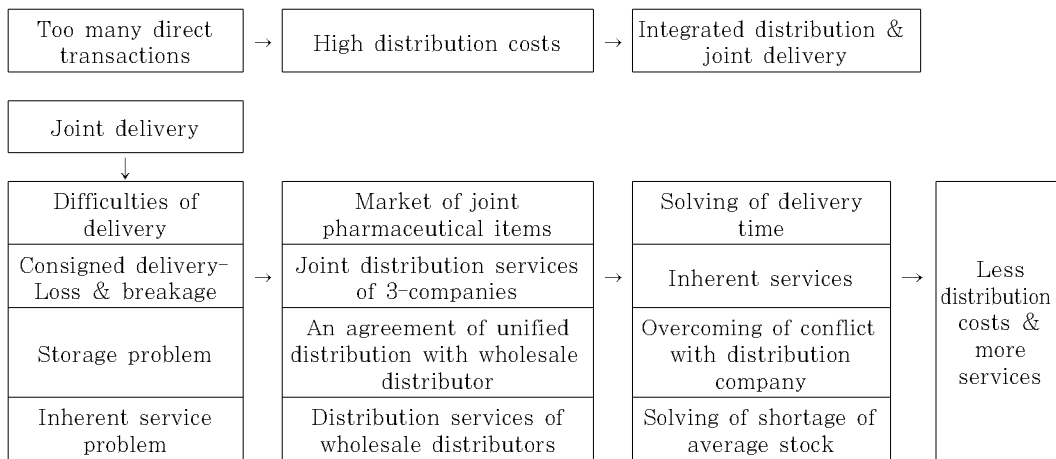 Too many direct
transactions
→
High distribution costs
→
Integrated distribution &
joint delivery
Joint delivery
↓
Difficulties of
delivery
Consigned delivery-
Loss & breakage
Storage problem
Inherent service
problem
→
Market of joint
pharmaceutical items
Joint distribution services
of 3-companies
An agreement of unified
distribution with wholesale
distributor
Distribution services of
wholesale distributors
→
Solving of delivery
time
Inherent services
Overcoming of conflict
with distribution
company
Solving of shortage of
average stock
→
Less
distribution
costs &
more
services